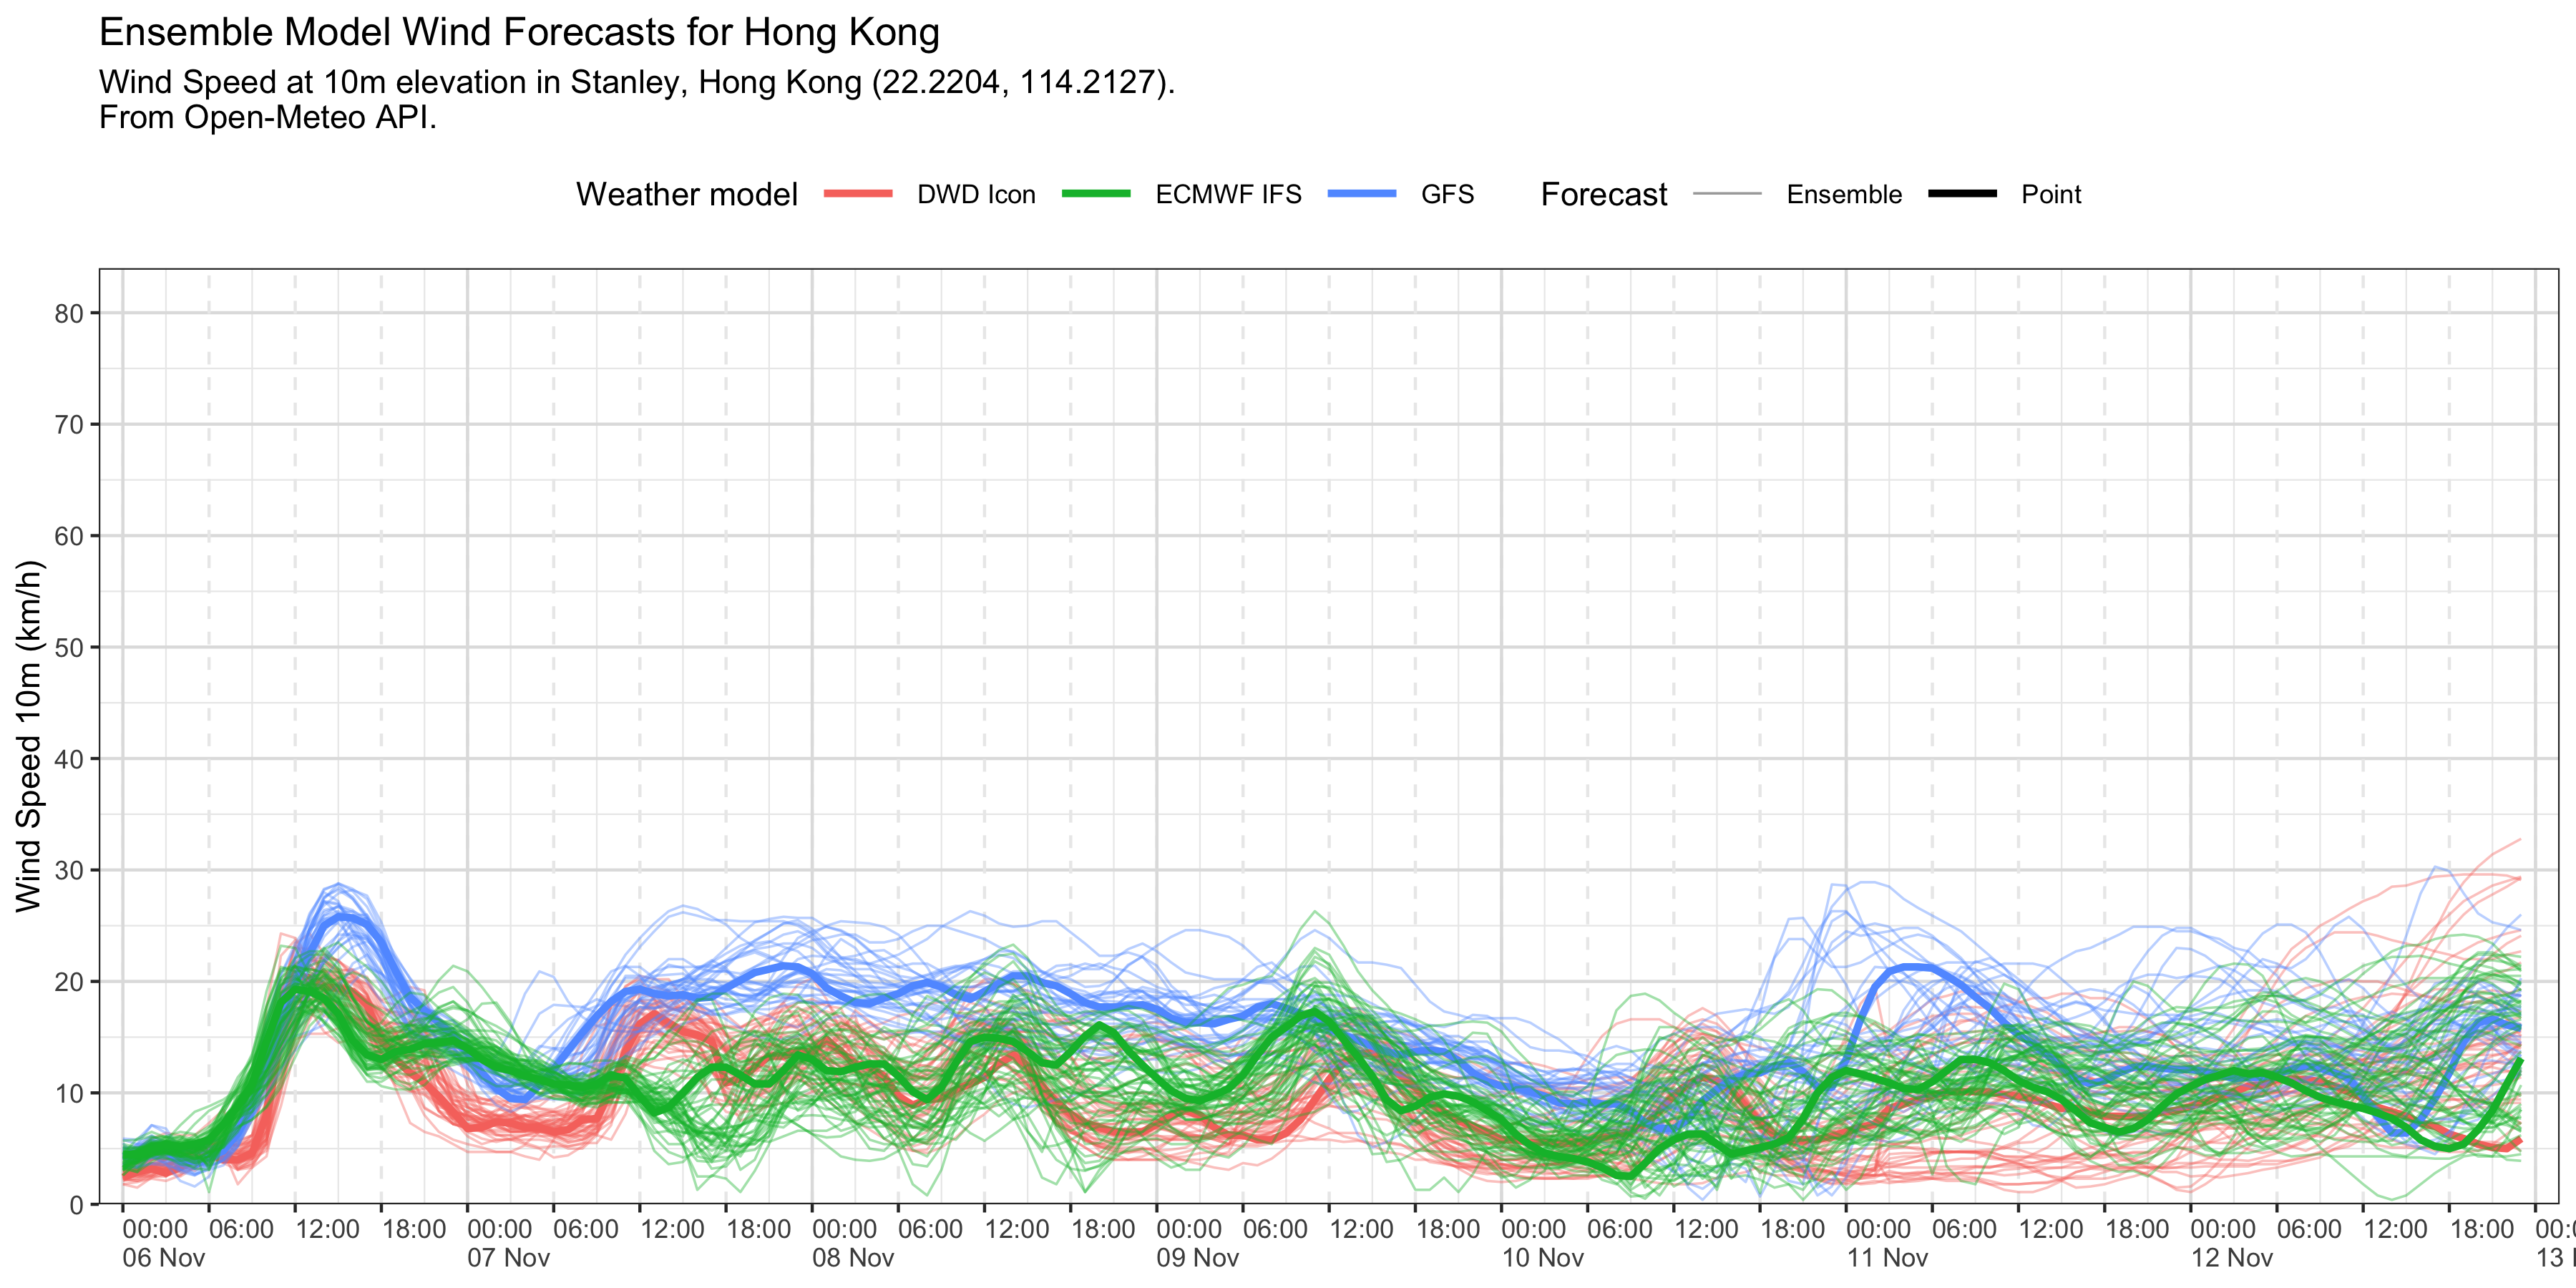 Ensemble Model Wind Forecasts for Hong Kong
Wind Speed at 10m elevation in Stanley, Hong Kong (22.2204, 114.2127).
From Open-Meteo API.
Weather model DWD Icon ECMWF IFS GFS Forecast Ensemble Point
Wind Speed 10m (km/h)
80
70
60
50
40
30
20
10
0
00:00 06:00 12:00 18:00 00:00 06:00 12:00 18:00 00:00 06:00 12:00 18:00 00:00 06:00 12:00 18:00 00:00 06:00 12:00 18:00 00:00 06:00 12:00 18:00 00:00 06:00 12:00 18:00
06 Nov 07 Nov 08 Nov 09 Nov 10 Nov 11 Nov 12 Nov 13